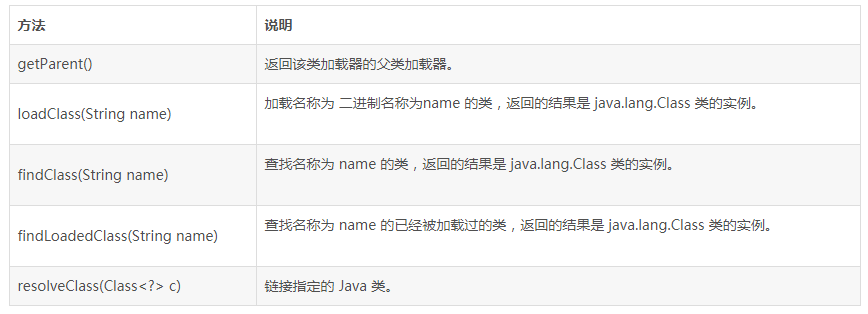 方法 说明
getParent() 返回该类加载器的父类加载器。
loadClass(String name) 加载名称为 二进制名称为name 的类，返回的结果是 java.lang.Class 类的实例。
findClass(String name) 查找名称为 name 的类，返回的结果是 java.lang.Class 类的实例。
findLoadedClass(String name) 查找名称为 name 的已经被加载过的类，返回的结果是 java.lang.Class 类的实例。
resolveClass(Class<?> c) 链接指定的 Java 类。